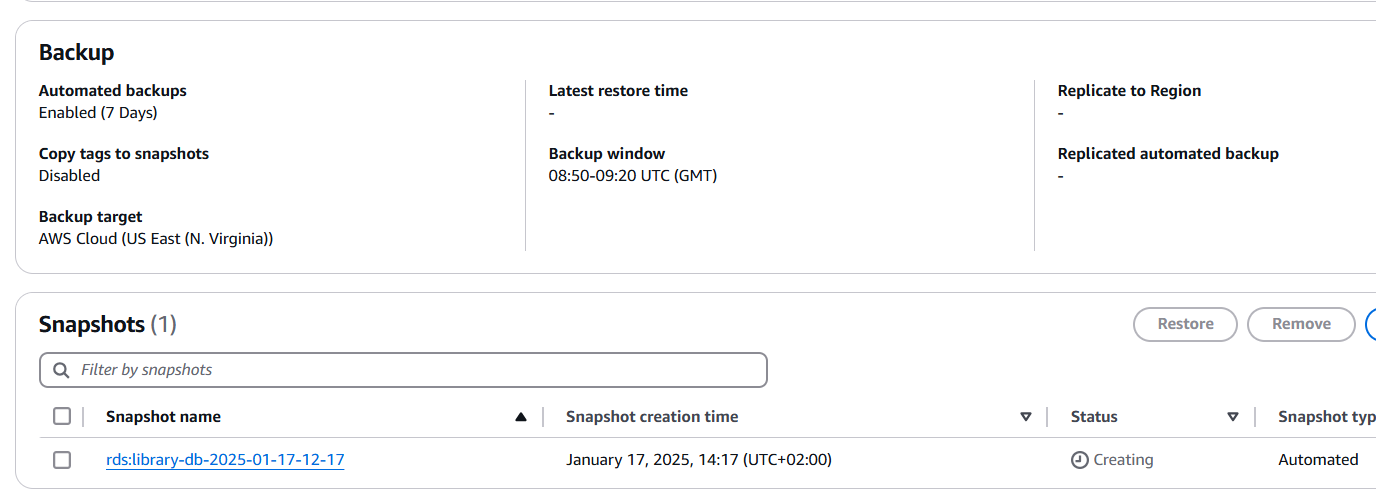 Backup
Automated backups
Enabled (7 Days)
Copy tags to snapshots
Disabled
Backup target
AWS Cloud (US East (N. Virginia))
Latest restore time
-
Backup window
08:50-09:20 UTC (GMT)
Replicate to Region
-
Replicated automated backup
-
Snapshots (1)
Restore
Remove
Filter by snapshots
Snapshot name
Snapshot creation time
Status
Snapshot typ
rds:library-db-2025-01-17-12-17
January 17, 2025, 14:17 (UTC+02:00)
Creating
Automated